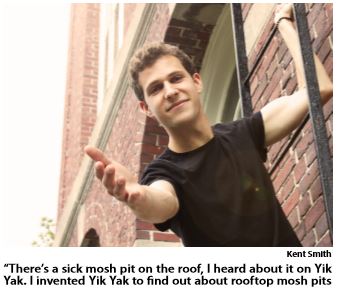 Kent Smith
“There’s a sick mosh pit on the roof, I heard about it on Yik
Yak. I invented Yik Yak to find out about rooftop mosh pits